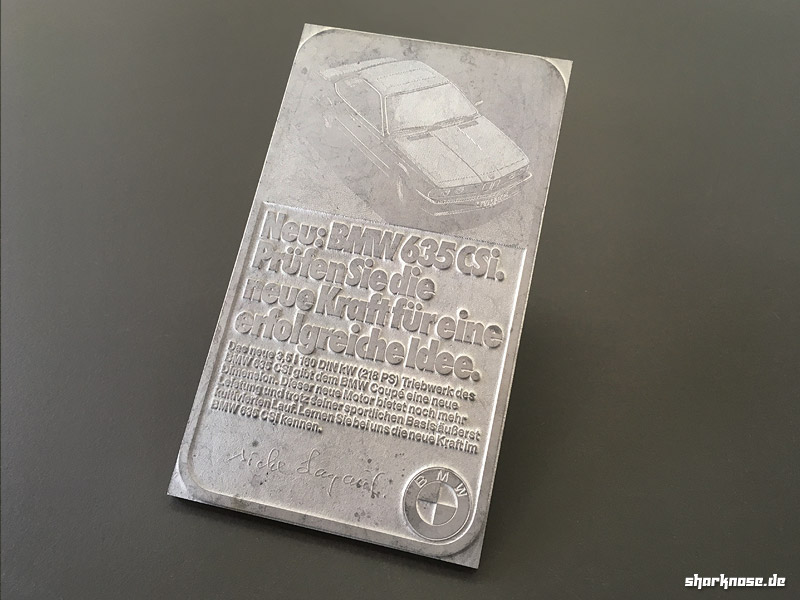 Neu: BMW 635 CSi.
Prüfen Sie die
neue Kraft für eine
erfolgreiche Idee.
Das neue 3,5 l 160 DIN kW (218 PS) Triebwerk des
BMW 635 CSi gibt dem BMW Coupé eine neue
Dimension. Dieser neue Motor bietet noch mehr
Leistung und trotz seiner sportlichen Basis äußerst
kultivierten Lauf. Lernen Sie bei uns die neue Kraft im
BMW 635 CSi kennen.
siehe
BMW
sharknose.de